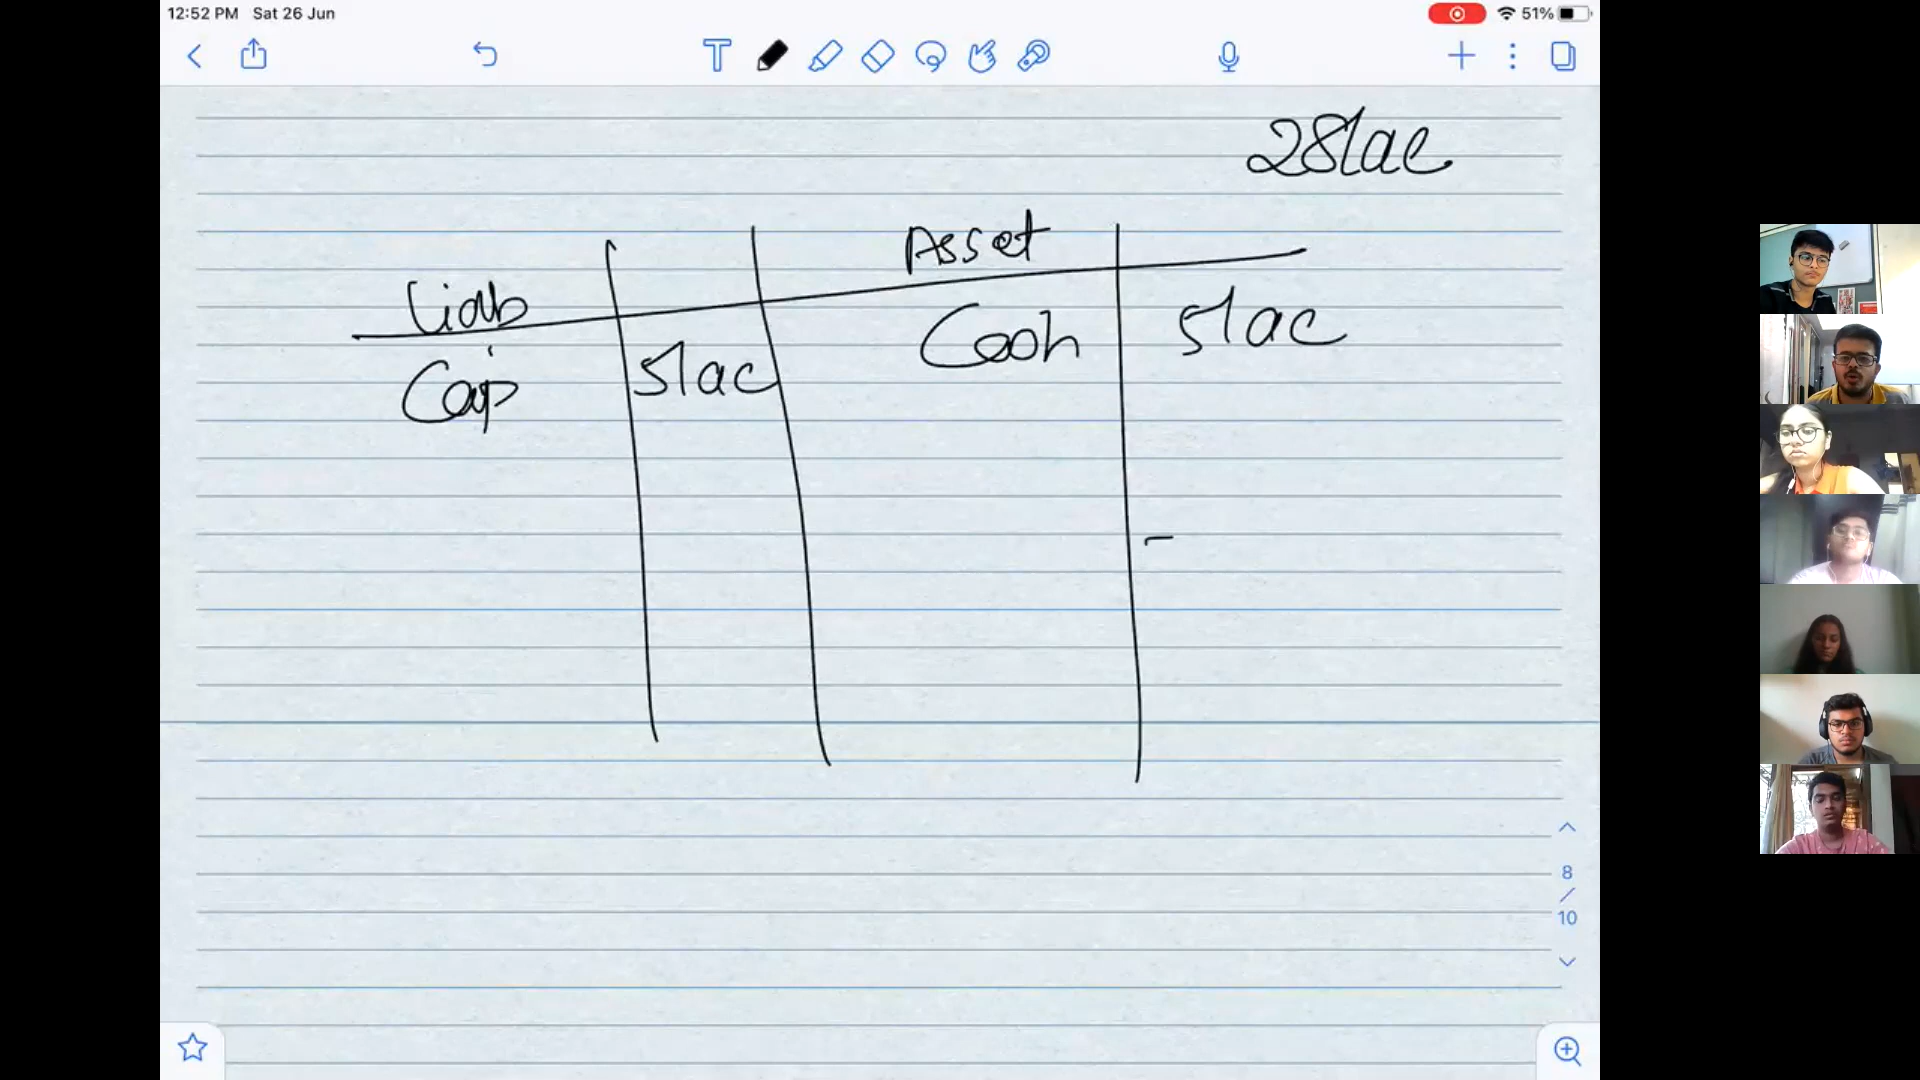 12:52 PM Sat 26 Jun 51%
T
28lac
Asset
Liab
Cash 5lac
Cap 5lac
8
/
10